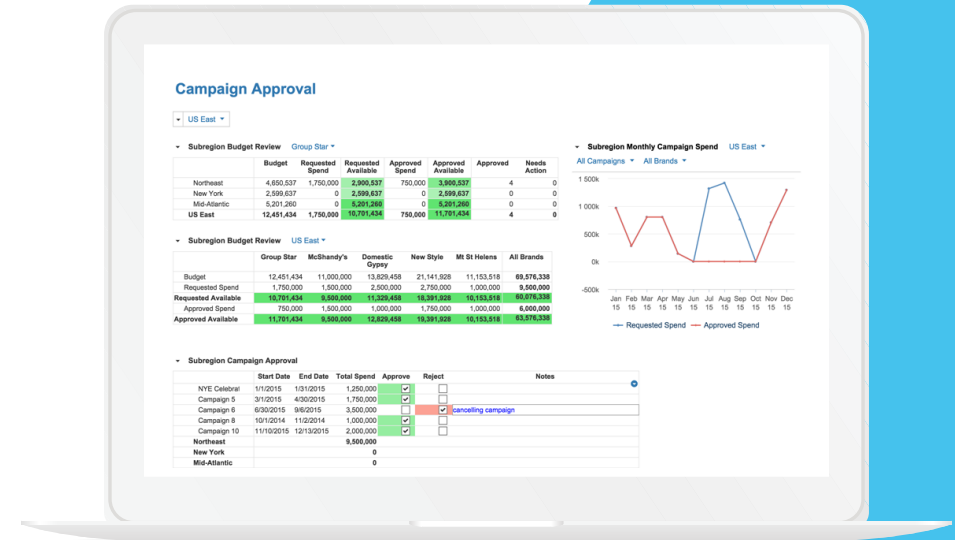 Campaign Approval
US East
Subregion Budget Review Group Star
Budget Requested Spend Requested Available Approved Spend Approved Available Approved Needs Action
Northeast 4,650,537 1,750,000 2,900,537 750,000 3,900,537 4 0
New York 2,599,637 0 2,599,637 0 2,599,637 0 0
Mid-Atlantic 5,201,260 0 5,201,260 0 5,201,260 0 0
US East 12,451,434 1,750,000 10,701,434 750,000 11,701,434 4 0
Subregion Budget Review US East
Group Star McShandy's Domestic Gypsy New Style Mt St Helens All Brands
Budget 12,451,434 11,000,000 13,829,458 21,141,928 11,153,518 69,576,338
Requested Spend 1,750,000 1,500,000 2,500,000 2,750,000 1,000,000 9,500,000
Requested Available 10,701,434 9,500,000 11,329,458 18,391,928 10,153,518 60,076,338
Approved Spend 750,000 1,500,000 1,000,000 1,750,000 1,000,000 6,000,000
Approved Available 11,701,434 9,500,000 12,829,458 19,391,928 10,153,518 63,576,338
Subregion Campaign Approval
Start Date End Date Total Spend Approve Reject Notes
NYE Celebrat 1/1/2015 1/31/2015 1,250,000
Campaign 5 3/1/2015 4/30/2015 1,750,000
Campaign 6 6/30/2015 9/6/2015 3,500,000 cancelling campaign
Campaign 8 10/1/2014 11/2/2014 1,000,000
Campaign 10 11/10/2015 12/13/2015 2,000,000
Northeast 9,500,000
New York 0
Mid-Atlantic 0
Subregion Monthly Campaign Spend US East
All Campaigns All Brands
1 500k
1 000k
500k
0k
-500k
Jan Feb Mar Apr May Jun Jul Aug Sep Oct Nov Dec
15 15 15 15 15 15 15 15 15 15 15 15
Requested Spend Approved Spend